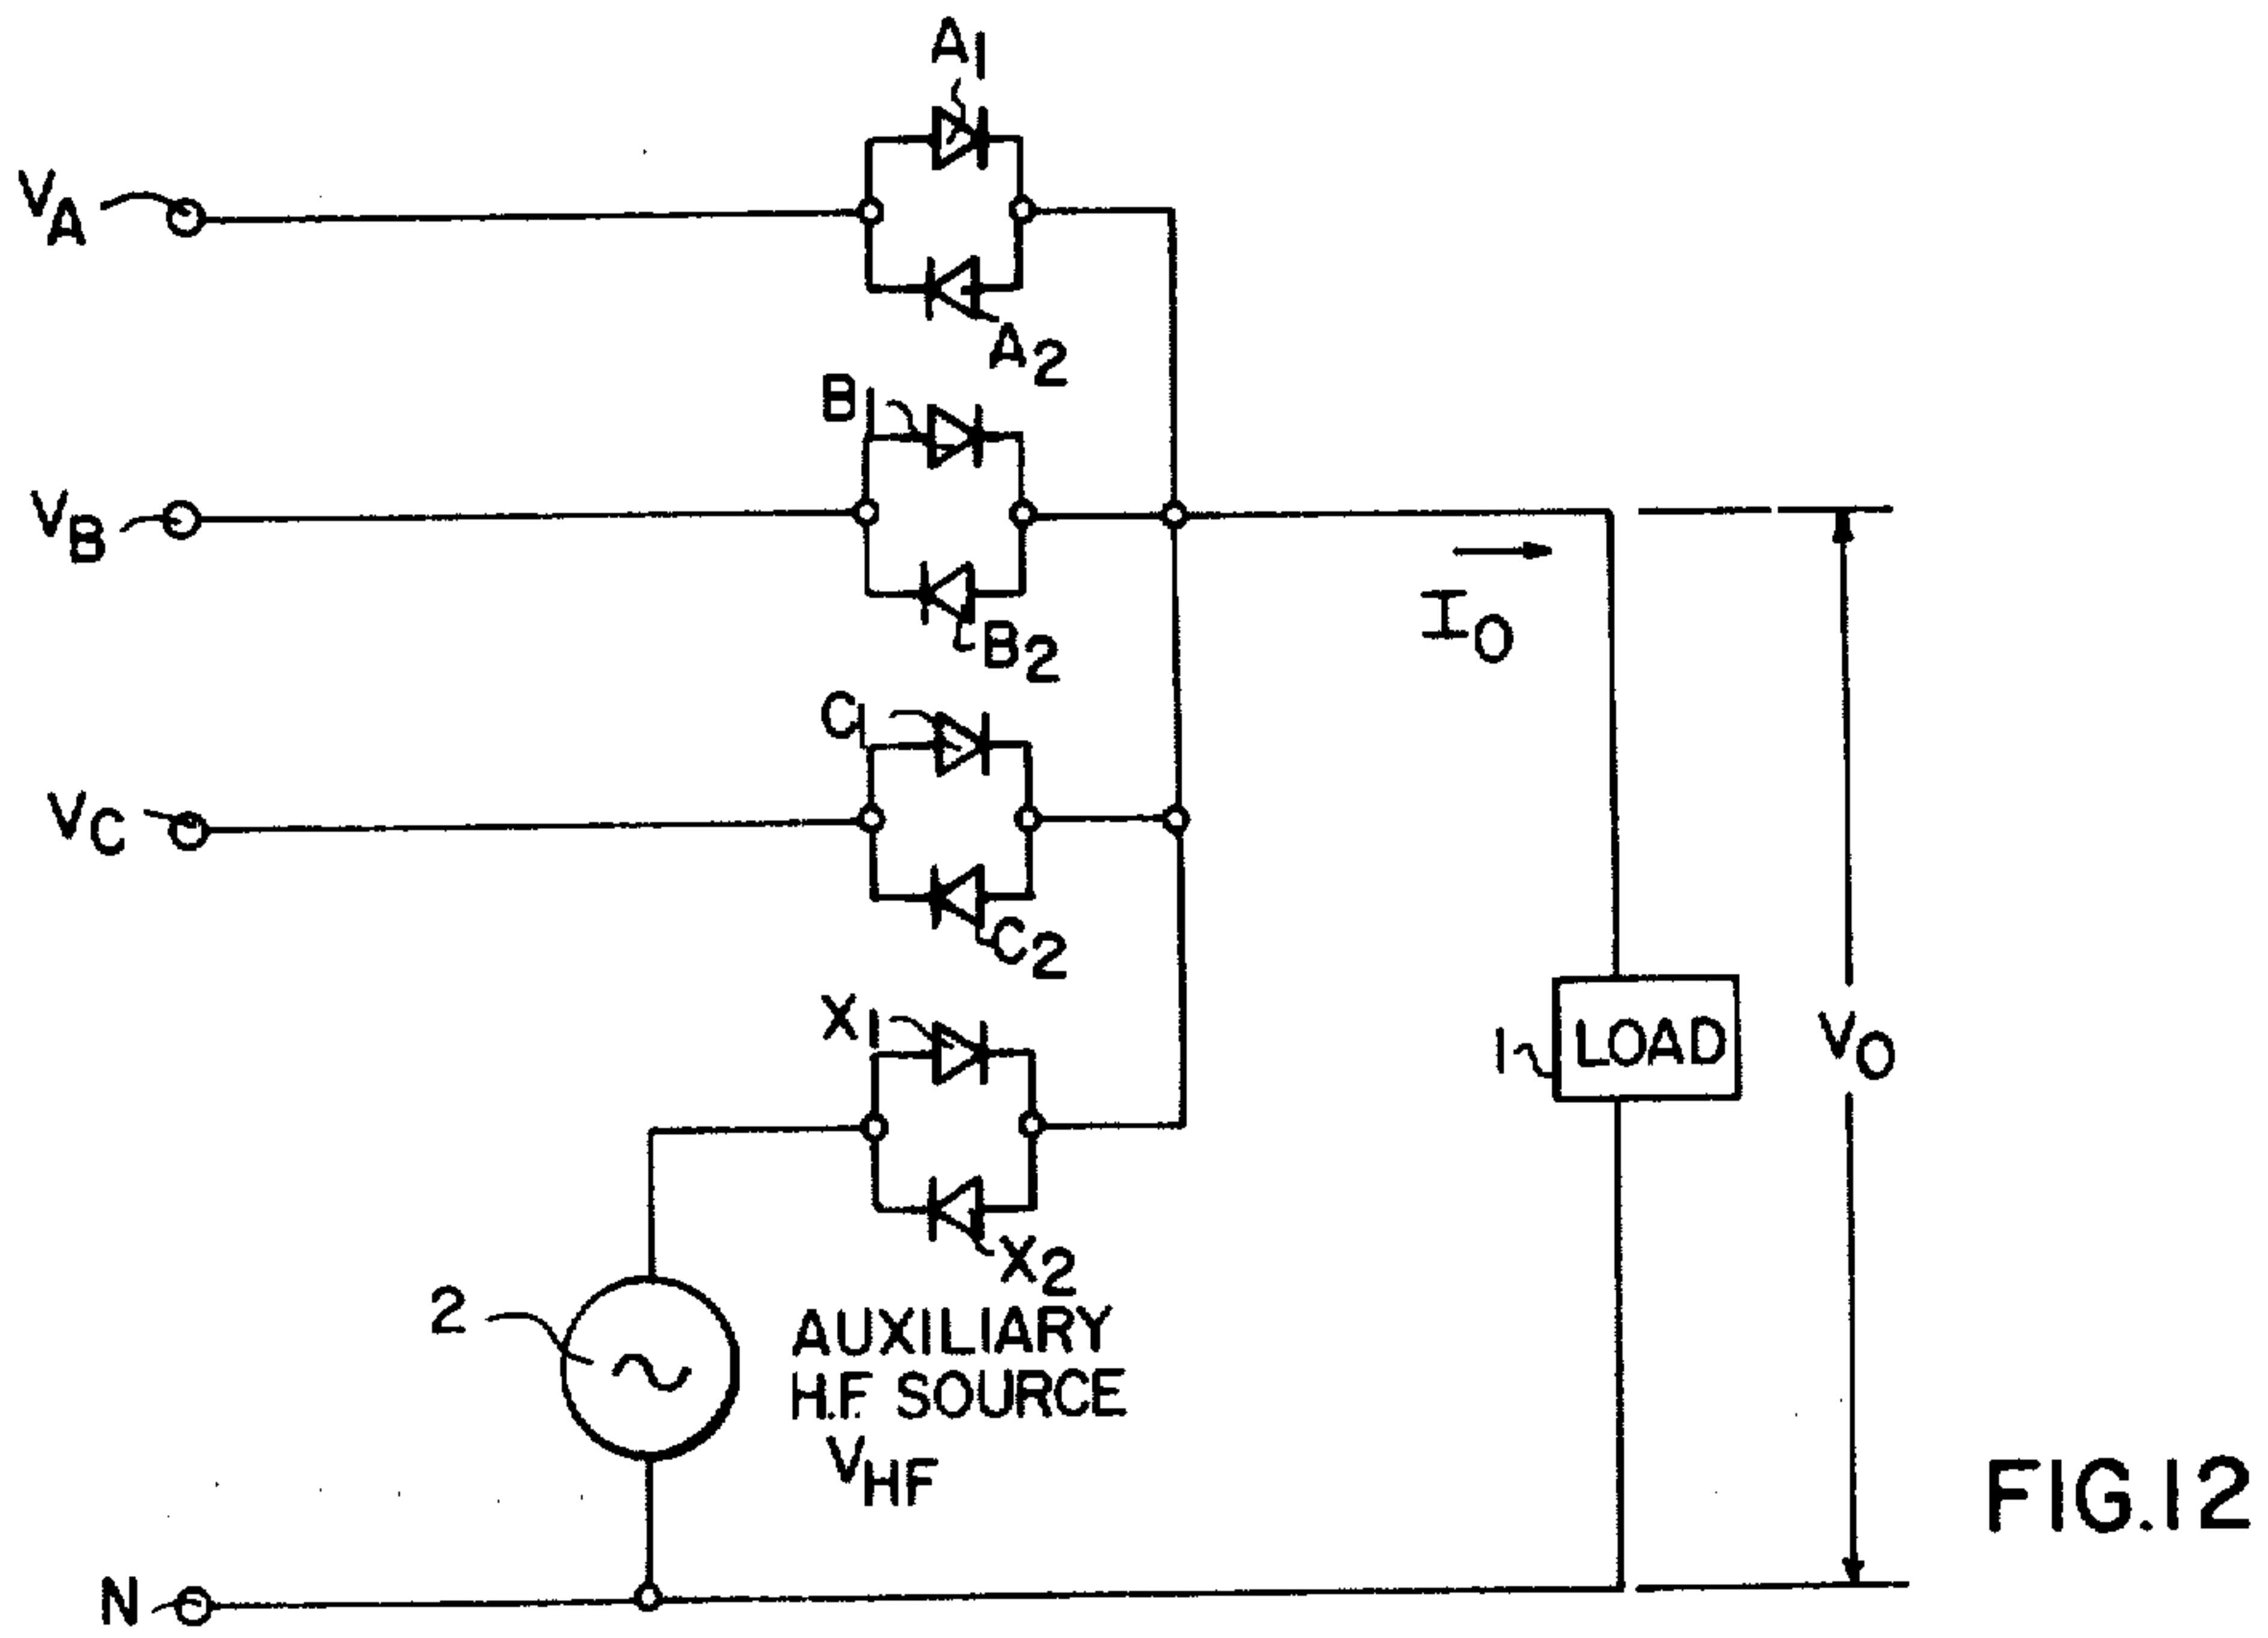 A1
VA
A2
B1
VB
B2
IO
C1
VC
C2
X1
1
LOAD
VO
X2
2
AUXILIARY
H.F. SOURCE
VHF
FIG.12
N